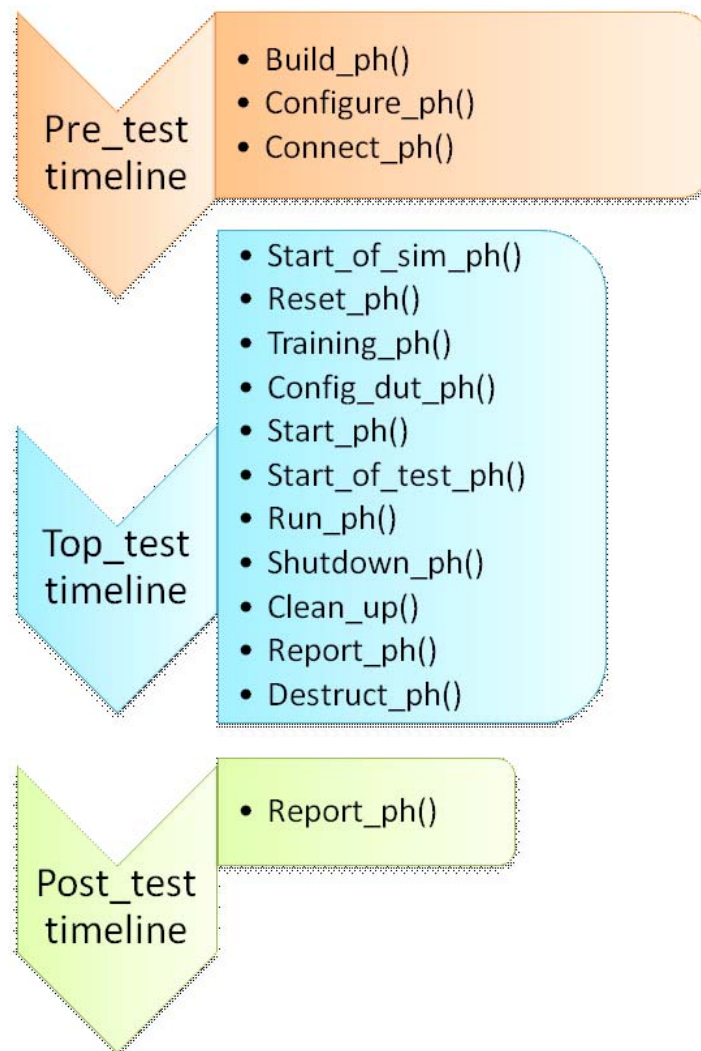 Pre_test
timeline
• Build_ph()
• Configure_ph()
• Connect_ph()
Top_test
timeline
• Start_of_sim_ph()
• Reset_ph()
• Training_ph()
• Config_dut_ph()
• Start_ph()
• Start_of_test_ph()
• Run_ph()
• Shutdown_ph()
• Clean_up()
• Report_ph()
• Destruct_ph()
Post_test
timeline
• Report_ph()